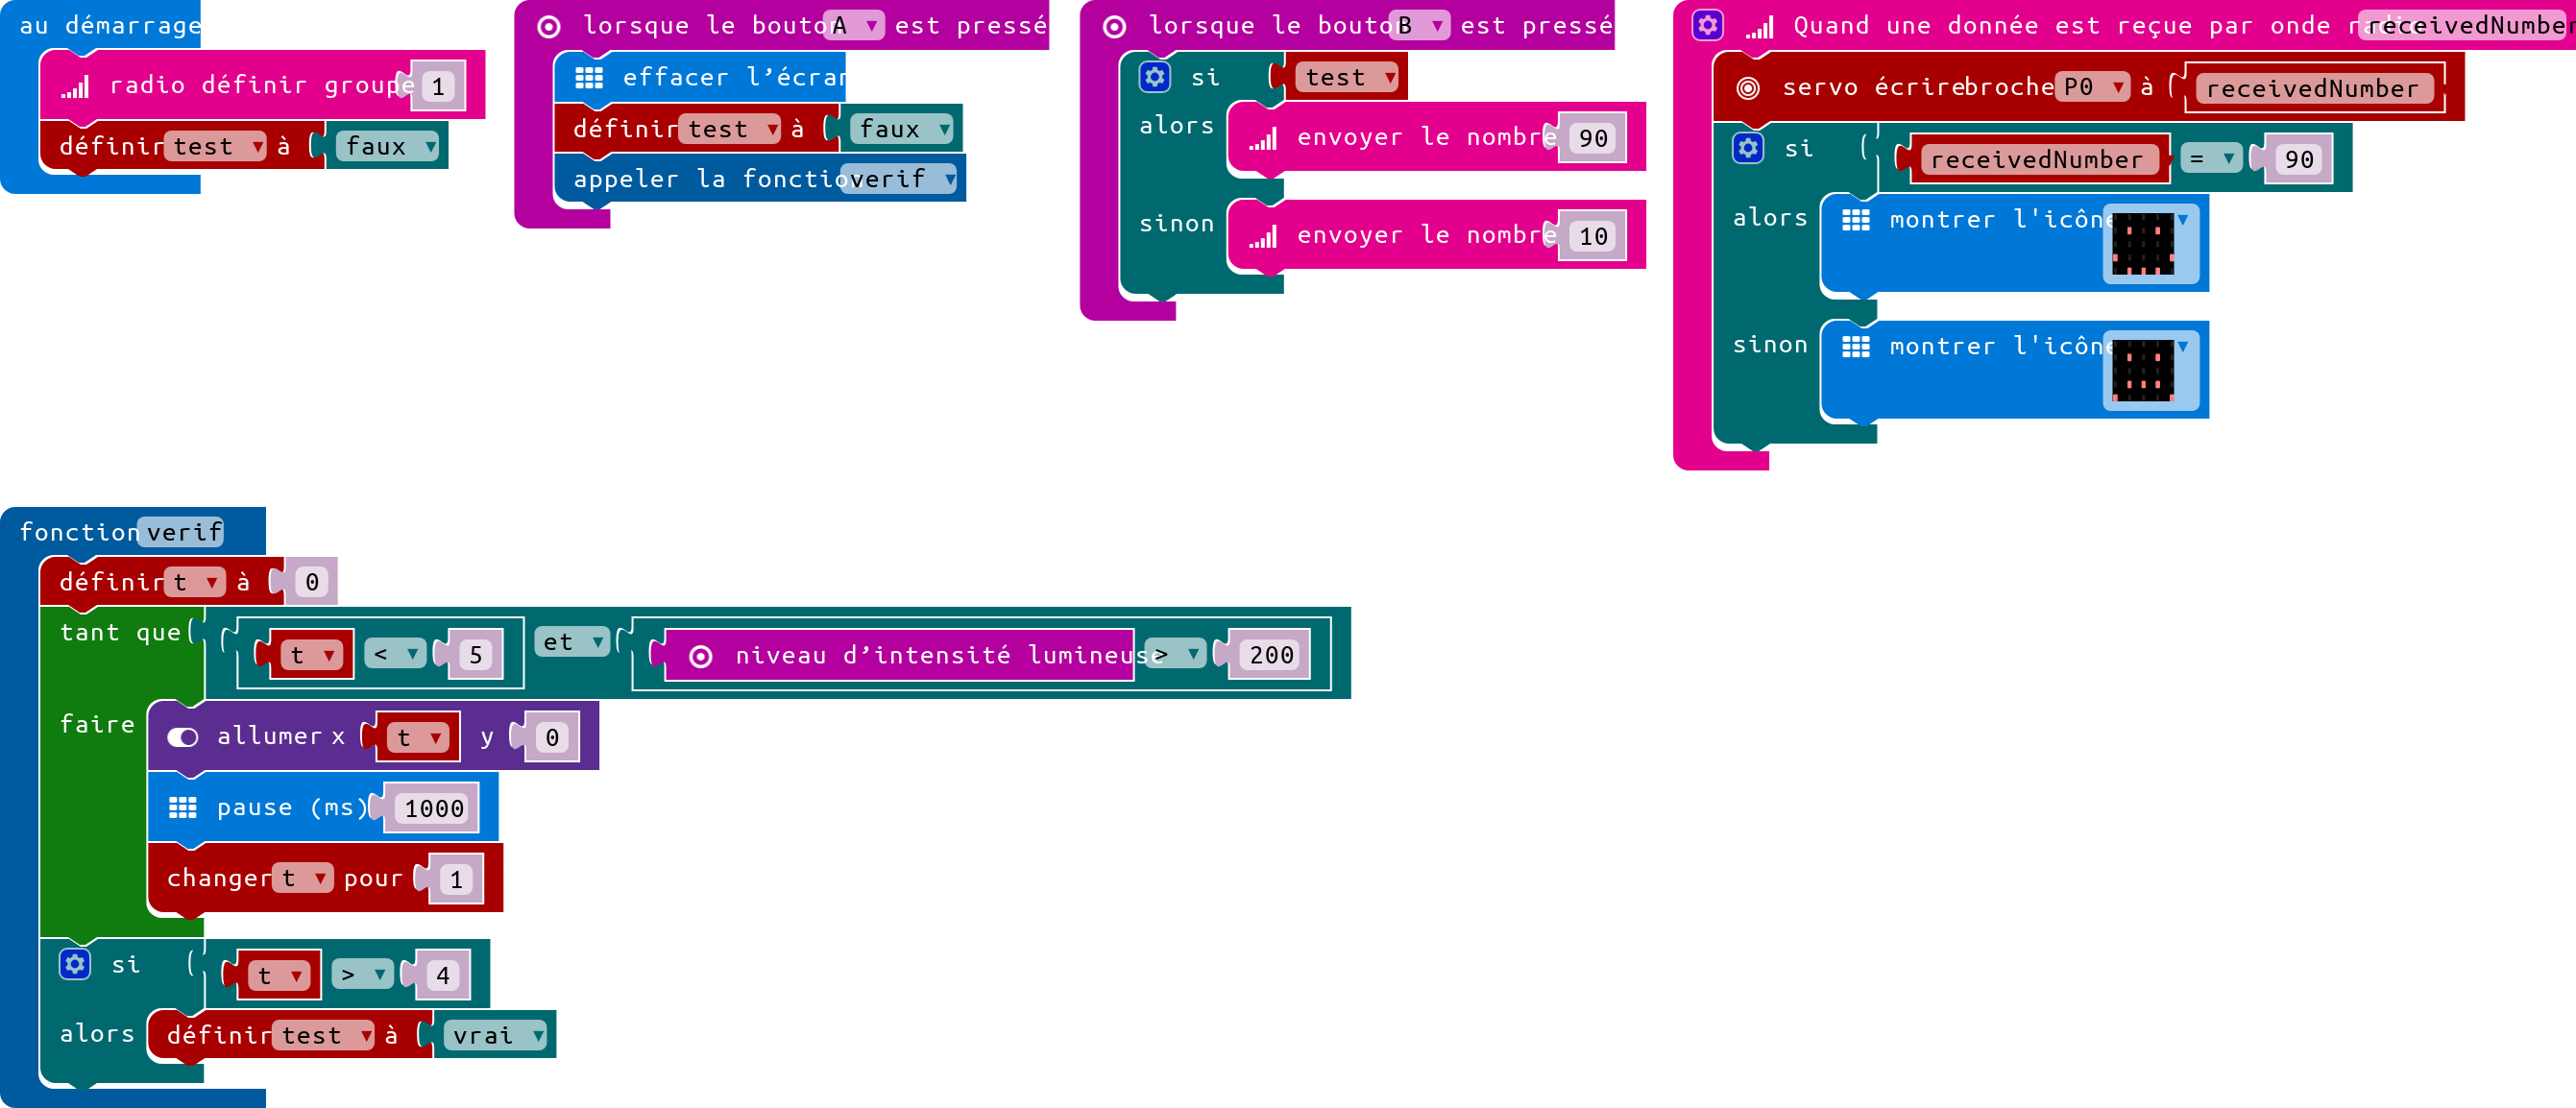 au démarrage
radio définir groupe 1
définir test à faux
lorsque le bouton A est pressé
effacer l’écran
définir test à faux
appeler la fonction verif
lorsque le bouton B est pressé
si test
alors envoyer le nombre 90
sinon envoyer le nombre 10
Quand une donnée est reçue par onde radio receivedNumber
servo écrire broche P0 à receivedNumber
si receivedNumber = 90
alors montrer l'icône
sinon montrer l'icône
fonction verif
définir t à 0
tant que t < 5 et niveau d’intensité lumineuse > 200
faire allumer x t y 0
pause (ms) 1000
changer t pour 1
si t > 4
alors définir test à vrai